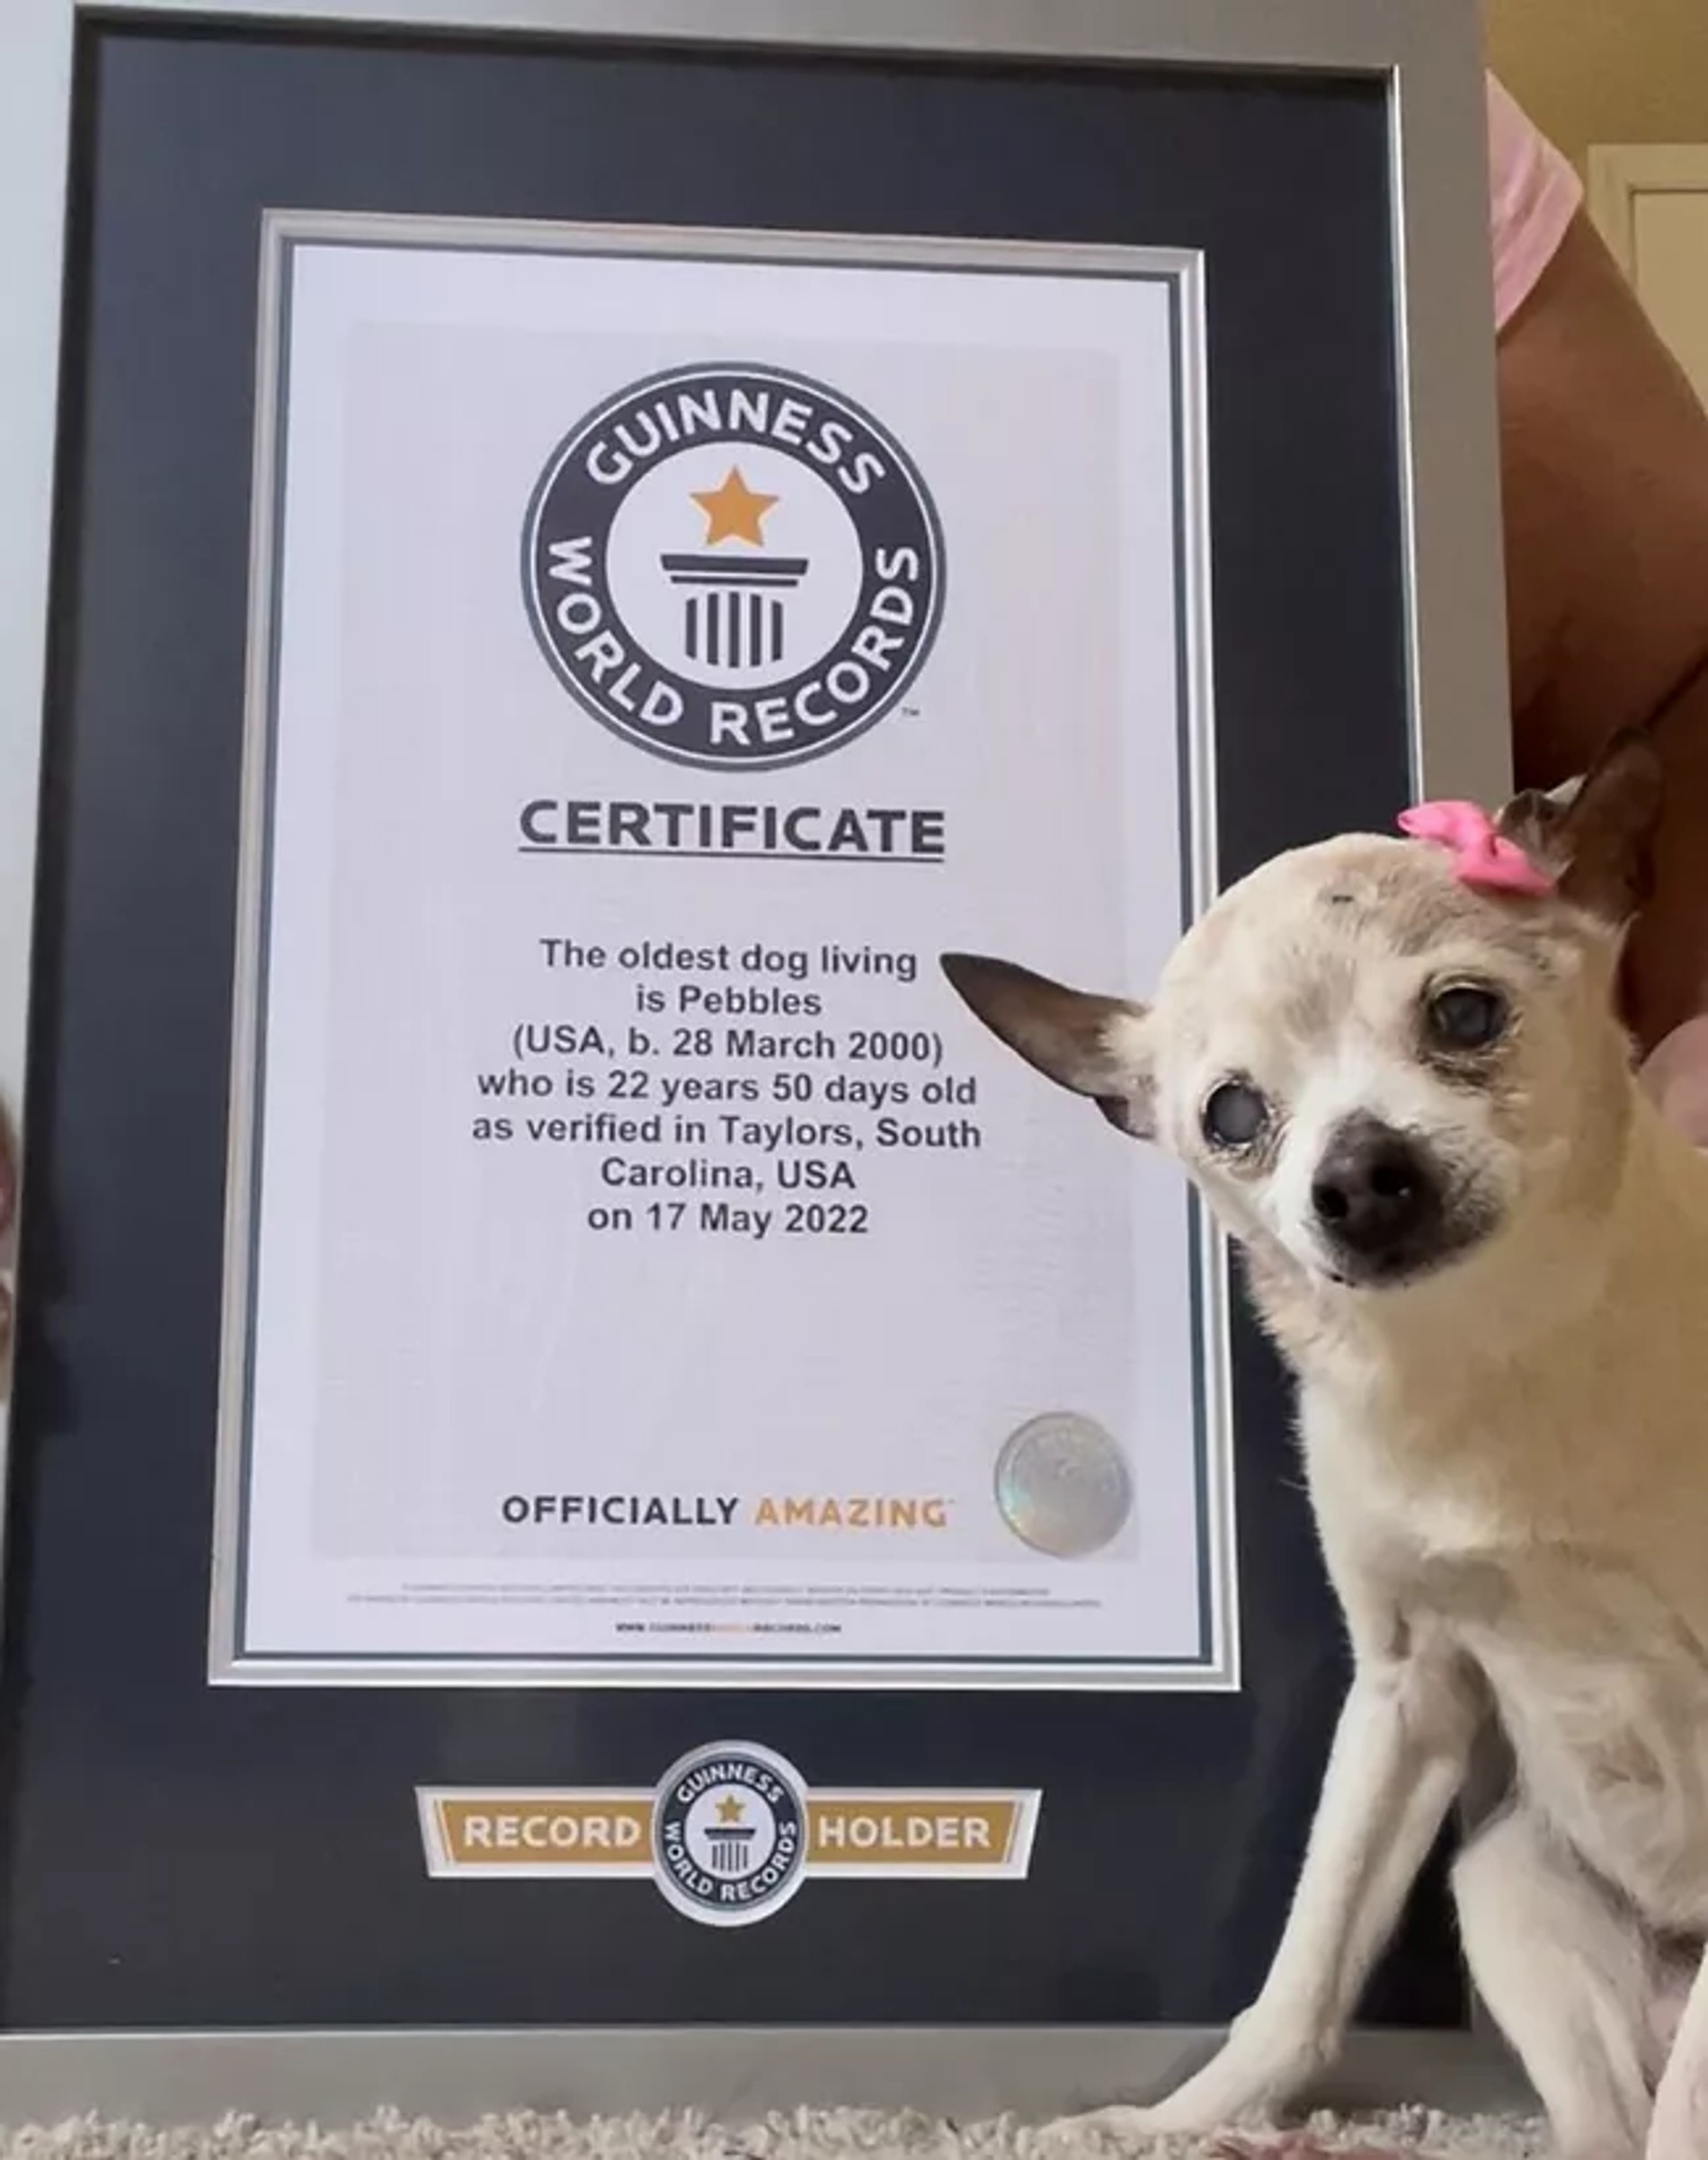 GUINNESS
WORLD RECORDS
™
CERTIFICATE
The oldest dog living
is Pebbles
(USA, b. 28 March 2000)
who is 22 years 50 days old
as verified in Taylors, South
Carolina, USA
on 17 May 2022
OFFICIALLY AMAZING
RECORD
GUINNESS
WORLD RECORDS
HOLDER